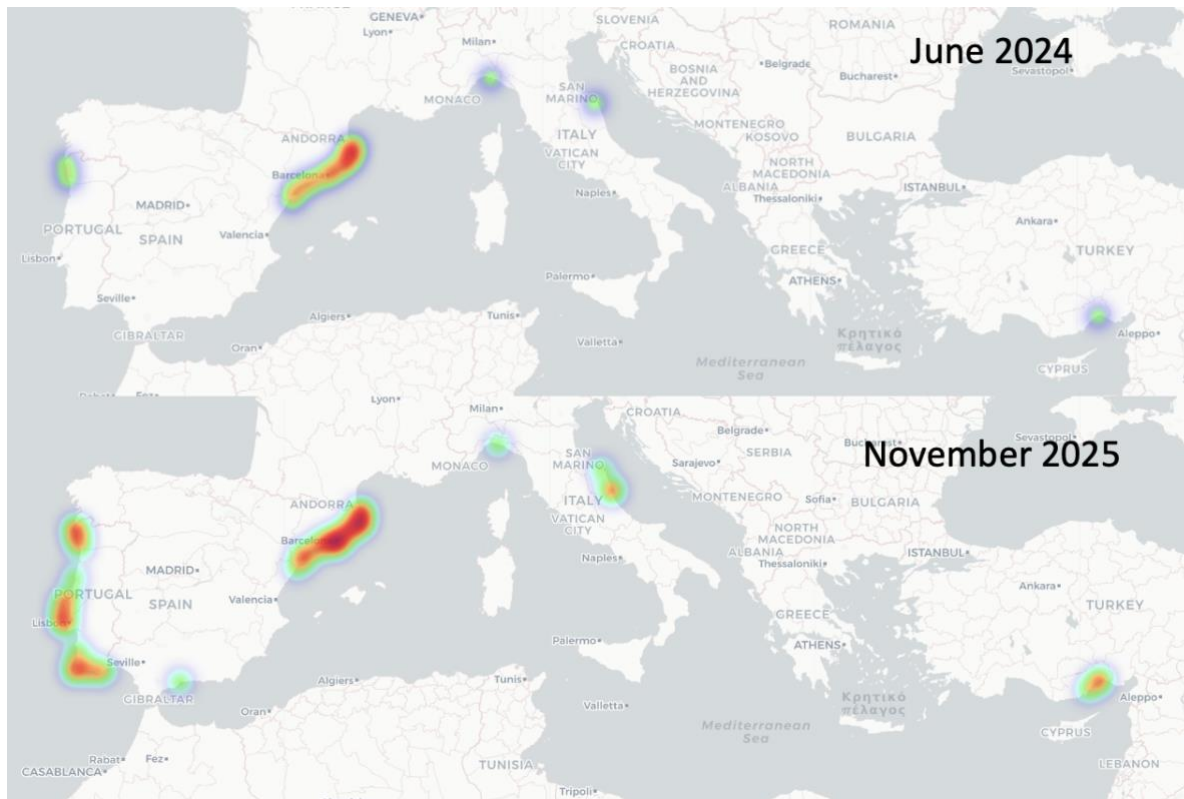 GENEVA
SLOVENIA
ROMANIA
Lyon
Milan
CROATIA
June 2024
Belgrade
BOSNIA
AND
HERZEGOVINA
Bucharest
Sevastopol
MONACO
SAN
MARINO
ANDORRA
ITALY
MONTENEGRO
KOSOVO
BULGARIA
VATICAN
CITY
NORTH
MACEDONIA
Barcelona
ALBANIA
ISTANBUL
Naples
Thessaloniki
MADRID
Ankara
PORTUGAL
SPAIN
Valencia
GREECE
TURKEY
Lisbon
Palermo
ATHENS
Seville
Algiers
Tunis
GIBRALTAR
Oran
Valletta
Κρητικό
πέλαγος
Aleppo
Mediterranean
Sea
CYPRUS
Fez
Lyon
Milan
CROATIA
Belgrade
Bucharest
Sevastopol
November 2025
MONACO
SAN
MARINO
Sarajevo
SERBIA
ANDORRA
ITALY
MONTENEGRO
Sofia
BULGARIA
VATICAN
CITY
NORTH
MACEDONIA
Barcelona
ALBANIA
ISTANBUL
Naples
Thessaloniki
MADRID
Ankara
PORTUGAL
SPAIN
Valencia
GREECE
TURKEY
Lisbon
Palermo
ATHENS
Seville
Algiers
Tunis
GIBRALTAR
Oran
Valletta
Κρητικό
πέλαγος
Aleppo
Mediterranean
Sea
CYPRUS
Rabat
Fez
CASABLANCA
TUNISIA
LEBANON
Tripoli